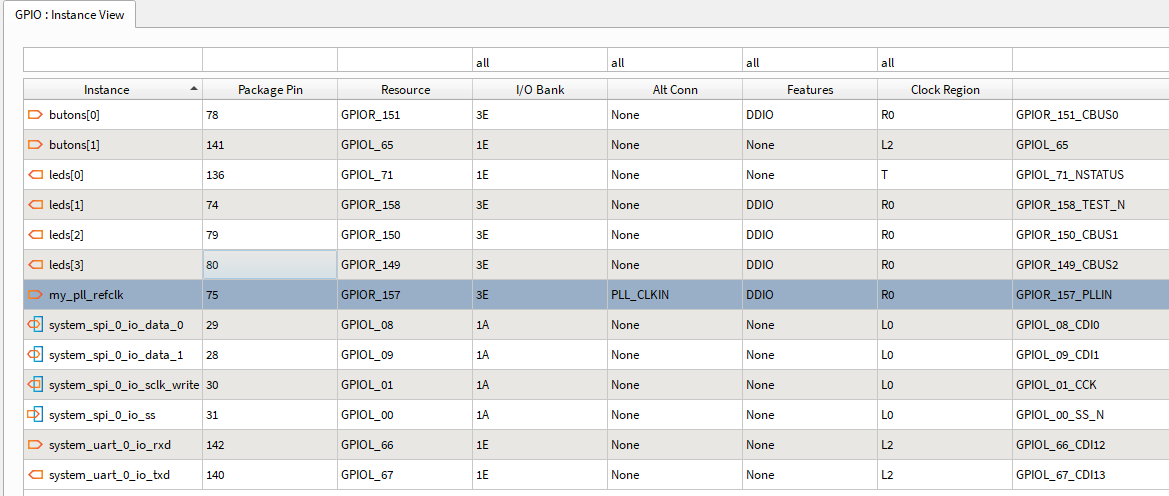 GPIO : Instance View
all all all all
Instance Package Pin Resource I/O Bank Alt Conn Features Clock Region
butons[0] 78 GPIOR_151 3E None DDIO R0 GPIOR_151_CBUS0
butons[1] 141 GPIOL_65 1E None None L2 GPIOL_65
leds[0] 136 GPIOL_71 1E None None T GPIOL_71_NSTATUS
leds[1] 74 GPIOR_158 3E None DDIO R0 GPIOR_158_TEST_N
leds[2] 79 GPIOR_150 3E None DDIO R0 GPIOR_150_CBUS1
leds[3] 80 GPIOR_149 3E None DDIO R0 GPIOR_149_CBUS2
my_pll_refclk 75 GPIOR_157 3E PLL_CLKIN DDIO R0 GPIOR_157_PLLIN
system_spi_0_io_data_0 29 GPIOL_08 1A None None L0 GPIOL_08_CDI0
system_spi_0_io_data_1 28 GPIOL_09 1A None None L0 GPIOL_09_CDI1
system_spi_0_io_sclk_write 30 GPIOL_01 1A None None L0 GPIOL_01_CCK
system_spi_0_io_ss 31 GPIOL_00 1A None None L0 GPIOL_00_SS_N
system_uart_0_io_rxd 142 GPIOL_66 1E None None L2 GPIOL_66_CDI12
system_uart_0_io_txd 140 GPIOL_67 1E None None L2 GPIOL_67_CDI13